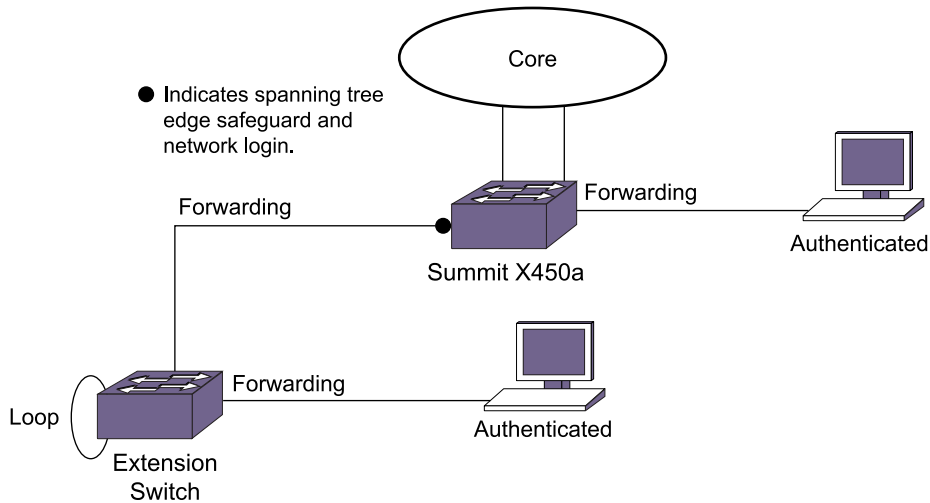 Core
Indicates spanning tree
edge safeguard and
network login.
Forwarding
Forwarding
Authenticated
Summit X450a
Forwarding
Loop
Authenticated
Extension
Switch